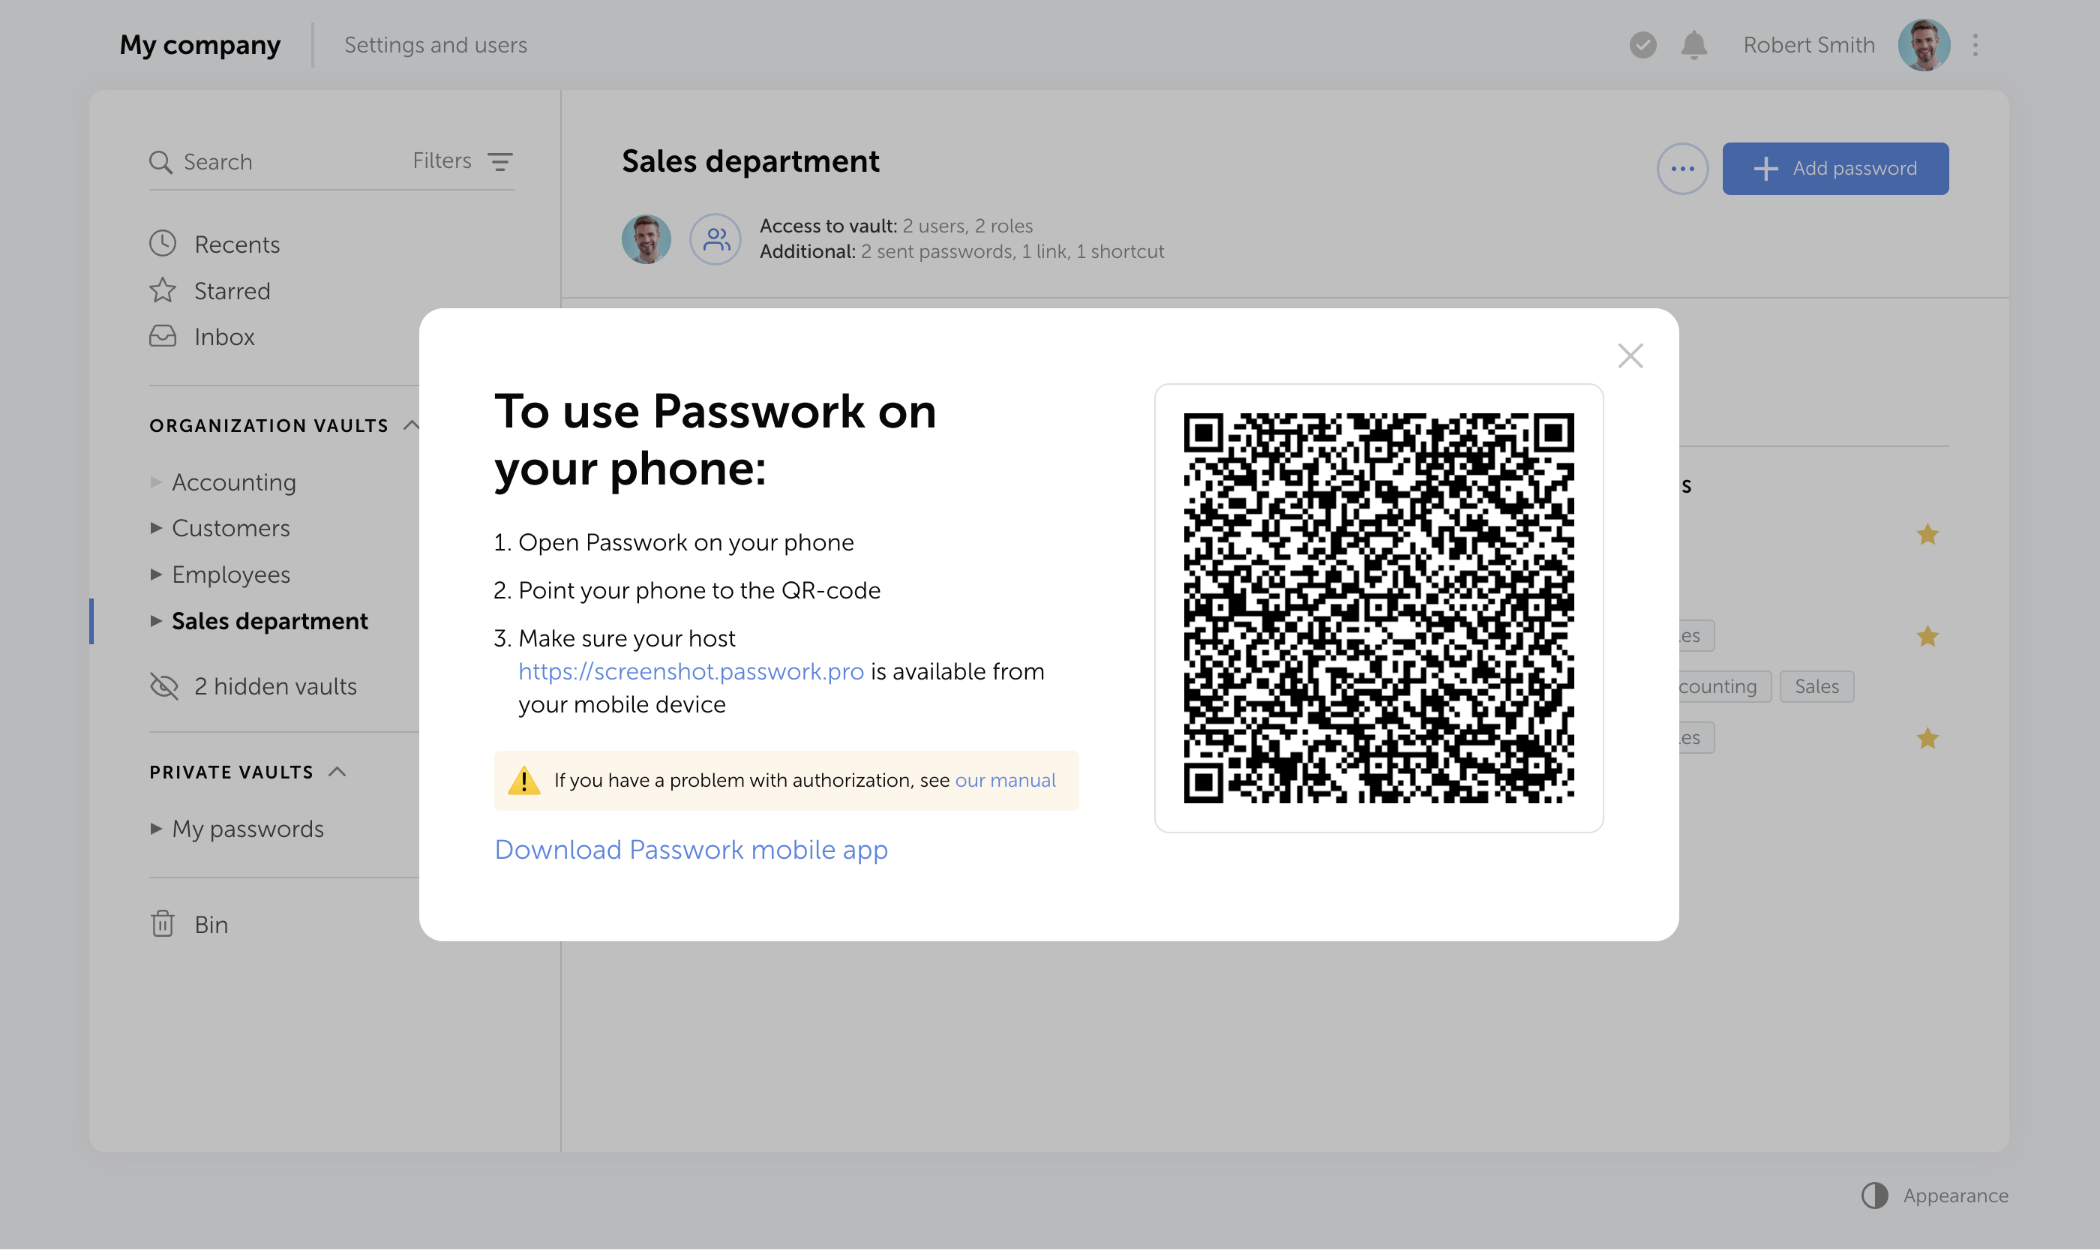 My company
Settings and users
Robert Smith
Search
Filters
Recents
Starred
Inbox
ORGANIZATION VAULTS
Accounting
Customers
Employees
Sales department
2 hidden vaults
PRIVATE VAULTS
My passwords
Bin
Sales department
Add password
Access to vault: 2 users, 2 roles
Additional: 2 sent passwords, 1 link, 1 shortcut
To use Passwork on
your phone:
1. Open Passwork on your phone
2. Point your phone to the QR-code
3. Make sure your host
https://screenshot.passwork.pro is available from
your mobile device
If you have a problem with authorization, see our manual
Download Passwork mobile app
s
les
counting Sales
les
Appearance